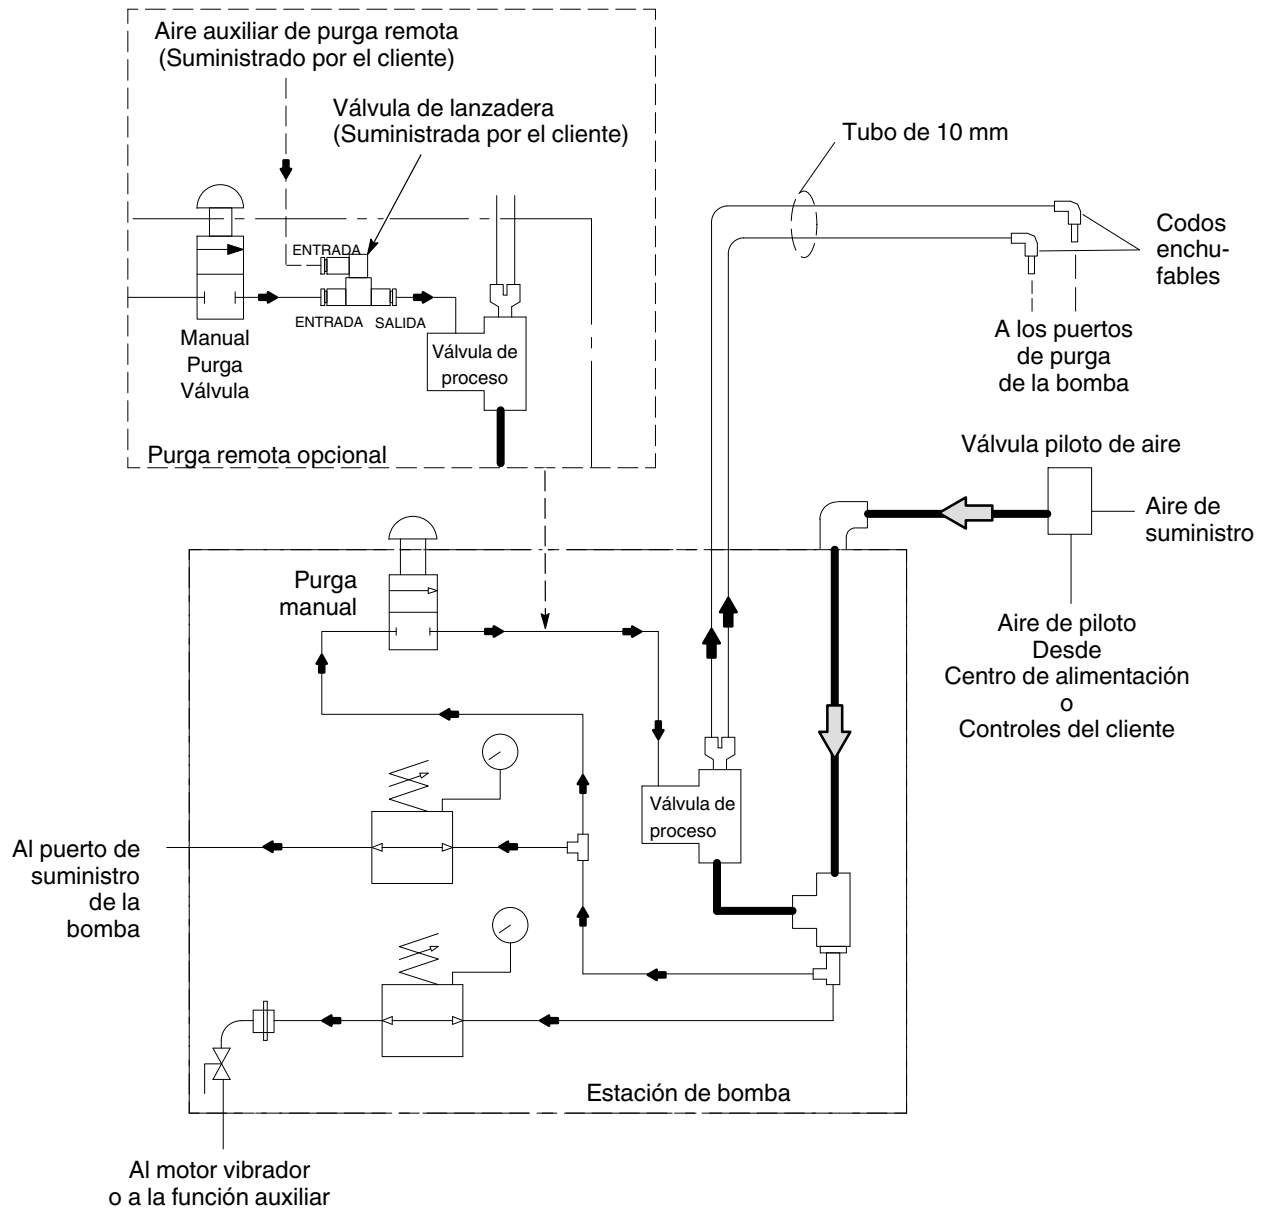 Aire auxiliar de purga remota
(Suministrado por el cliente)
Válvula de lanzadera
(Suministrada por el cliente)
ENTRADA
ENTRADA
SALIDA
Manual
Purga
Válvula
Válvula de
proceso
Purga remota opcional
Tubo de 10 mm
Codos
enchu-
fables
A los puertos
de purga
de la bomba
Válvula piloto de aire
Aire de
suministro
Aire de piloto
Desde
Centro de alimentación
o
Controles del cliente
Purga
manual
Válvula de
proceso
Al puerto de
suministro
de la
bomba
Estación de bomba
Al motor vibrador
o a la función auxiliar